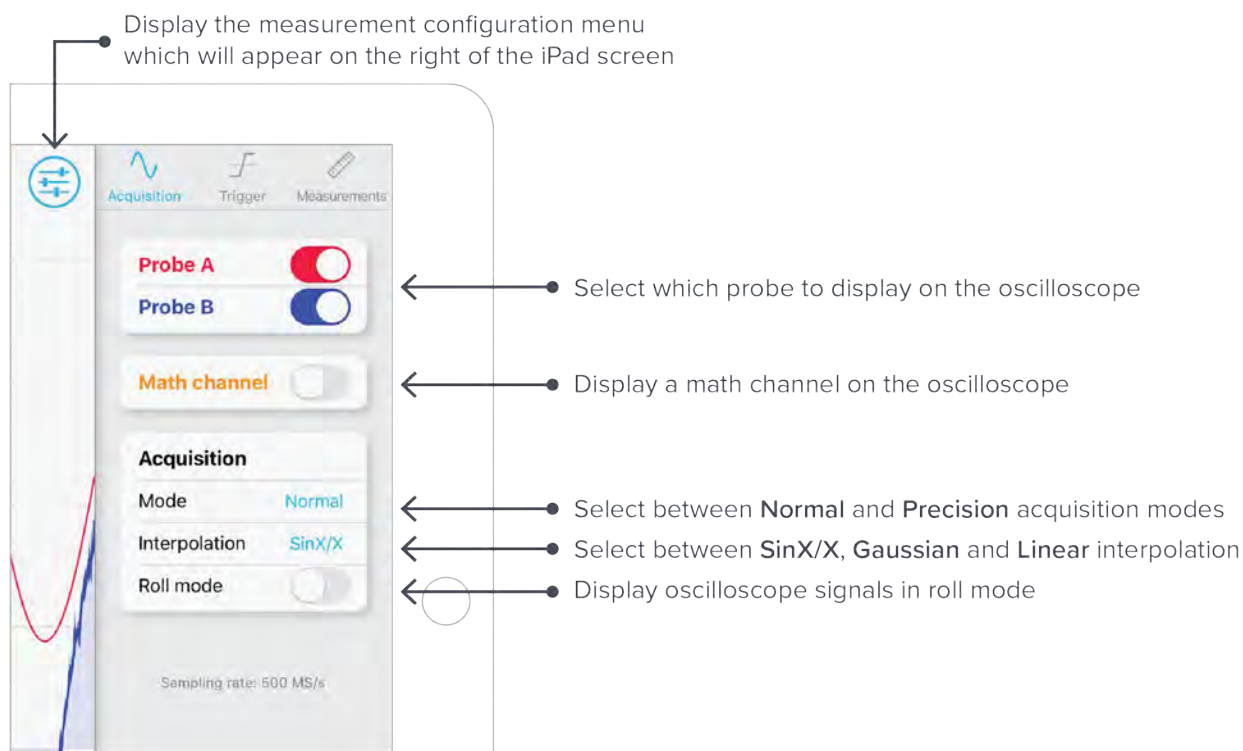 Display the measurement configuration menu
which will appear on the right of the iPad screen
Acquisition Trigger Measurements
Probe A
Probe B
Select which probe to display on the oscilloscope
Math channel
Display a math channel on the oscilloscope
Acquisition
Mode Normal
Select between Normal and Precision acquisition modes
Interpolation SinX/X
Select between SinX/X, Gaussian and Linear interpolation
Roll mode
Display oscilloscope signals in roll mode
Sampling rate: 500 MS/s